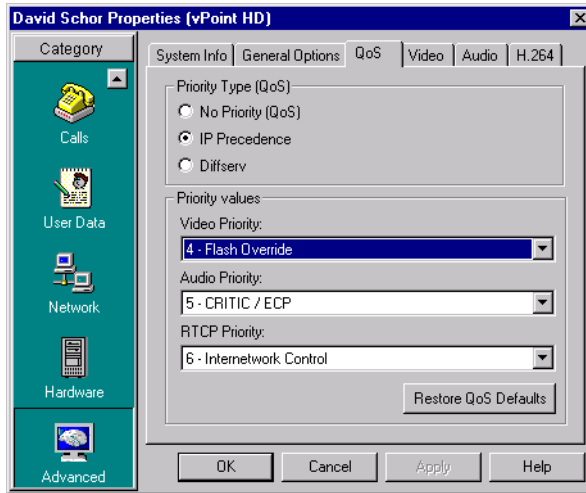 David Schor Properties (vPoint HD)
Category
System Info General Options QoS Video Audio H.264
Calls
User Data
Network
Hardware
Advanced
Priority Type (QoS)
No Priority (QoS)
IP Precedence
Diffserv
Priority values
Video Priority:
4 - Flash Override
Audio Priority:
5 - CRITIC / ECP
RTCP Priority:
6 - Internetwork Control
Restore QoS Defaults
OK Cancel Apply Help